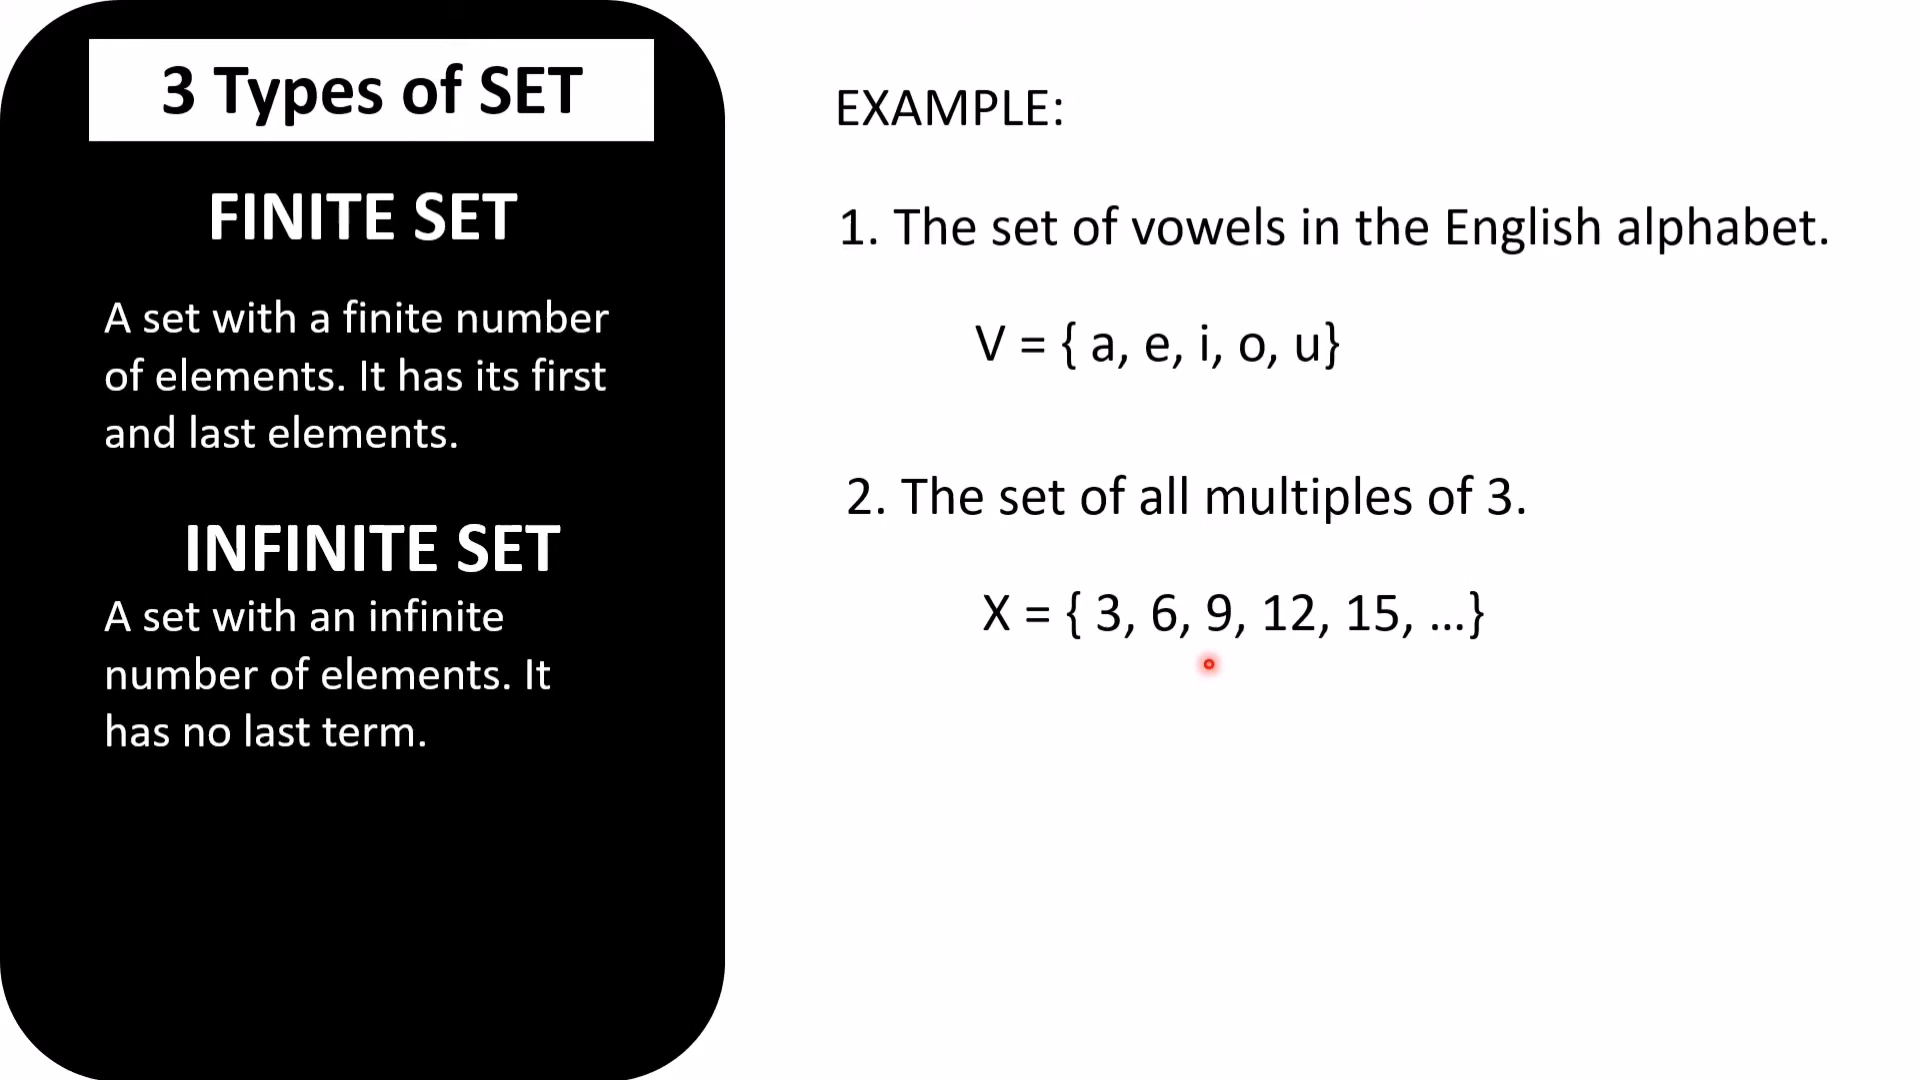 3 Types of SET
FINITE SET
A set with a finite number
of elements. It has its first
and last elements.
INFINITE SET
A set with an infinite
number of elements. It
has no last term.
EXAMPLE:
1. The set of vowels in the English alphabet.
V = { a, e, i, o, u}
2. The set of all multiples of 3.
X = { 3, 6, 9, 12, 15, ...}